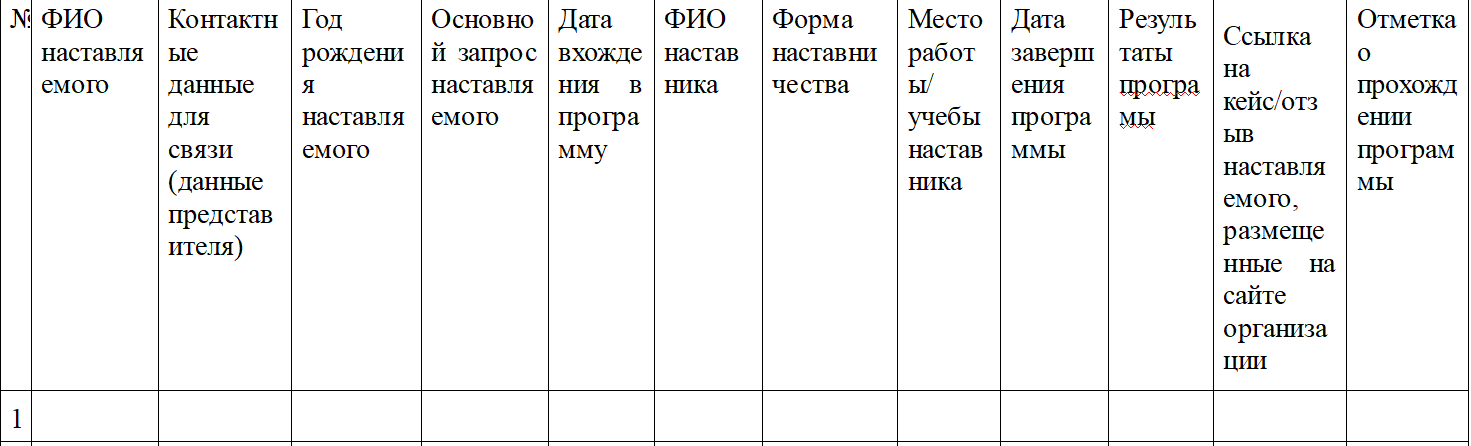 №
ФИО
наставля
емого
Контактн
ые
данные
для
связи
(данные
представ
ителя)
Год
рождени
я
наставля
емого
Основно
й запрос
наставля
емого
Дата
вхожде
ния в
програ
мму
ФИО
настав
ника
Форма
наставни
чества
Место
работ
ы/
учебы
настав
ника
Дата
заверш
ения
програ
ммы
Резуль
таты
програ
мы
Ссылка
на
кейс/отз
ыв
наставля
емого,
размеще
нные на
сайте
организа
ции
Отметка
о
прохожд
ении
програм
мы
1